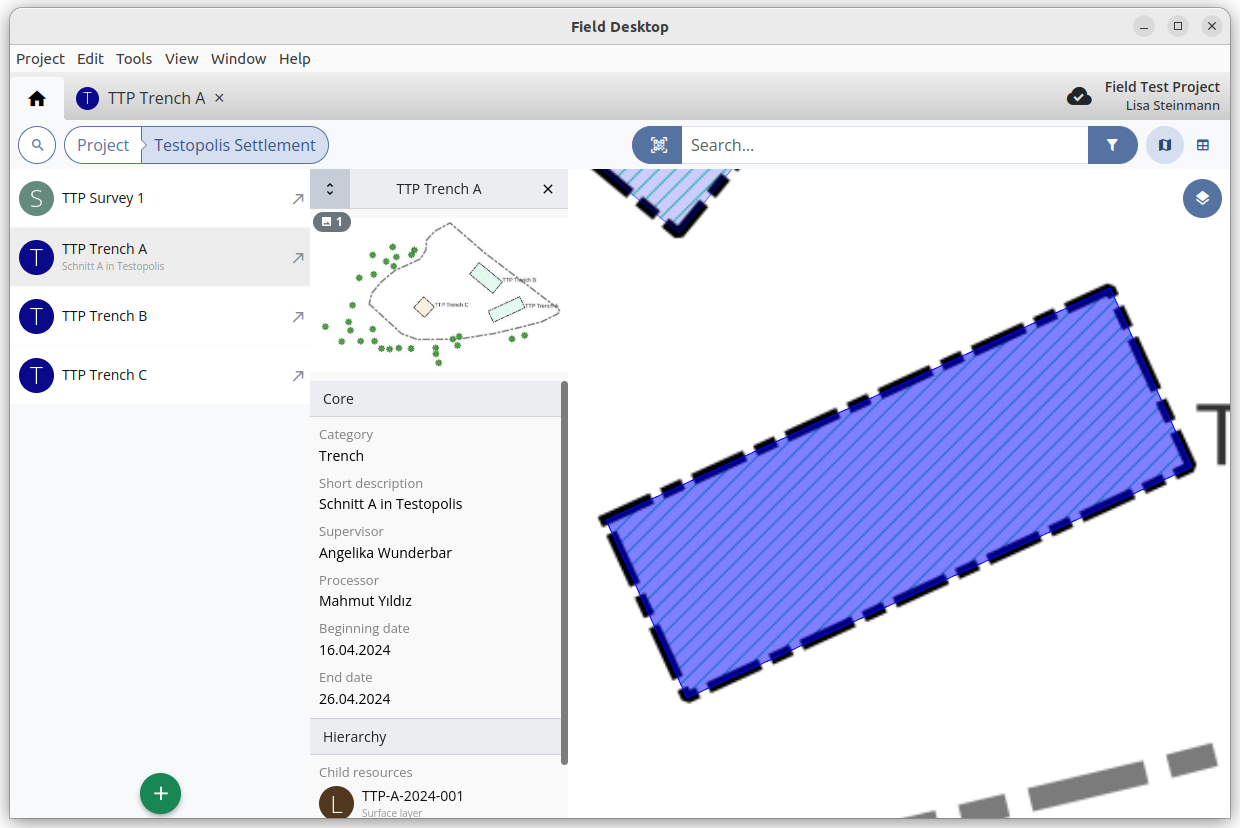 Field Desktop
Project Edit Tools View Window Help
T TTP Trench A
Field Test Project
Lisa Steinmann
Project
Testopolis Settlement
Search...
S TTP Survey 1
T TTP Trench A
Schnitt A in Testopolis
T TTP Trench B
T TTP Trench C
TTP Trench A
1
TTP Trench B
TTP Trench C
TTP Trench A
Core
Category
Trench
Short description
Schnitt A in Testopolis
Supervisor
Angelika Wunderbar
Processor
Mahmut Yıldız
Beginning date
16.04.2024
End date
26.04.2024
Hierarchy
Child resources
L TTP-A-2024-001
Surface layer
T